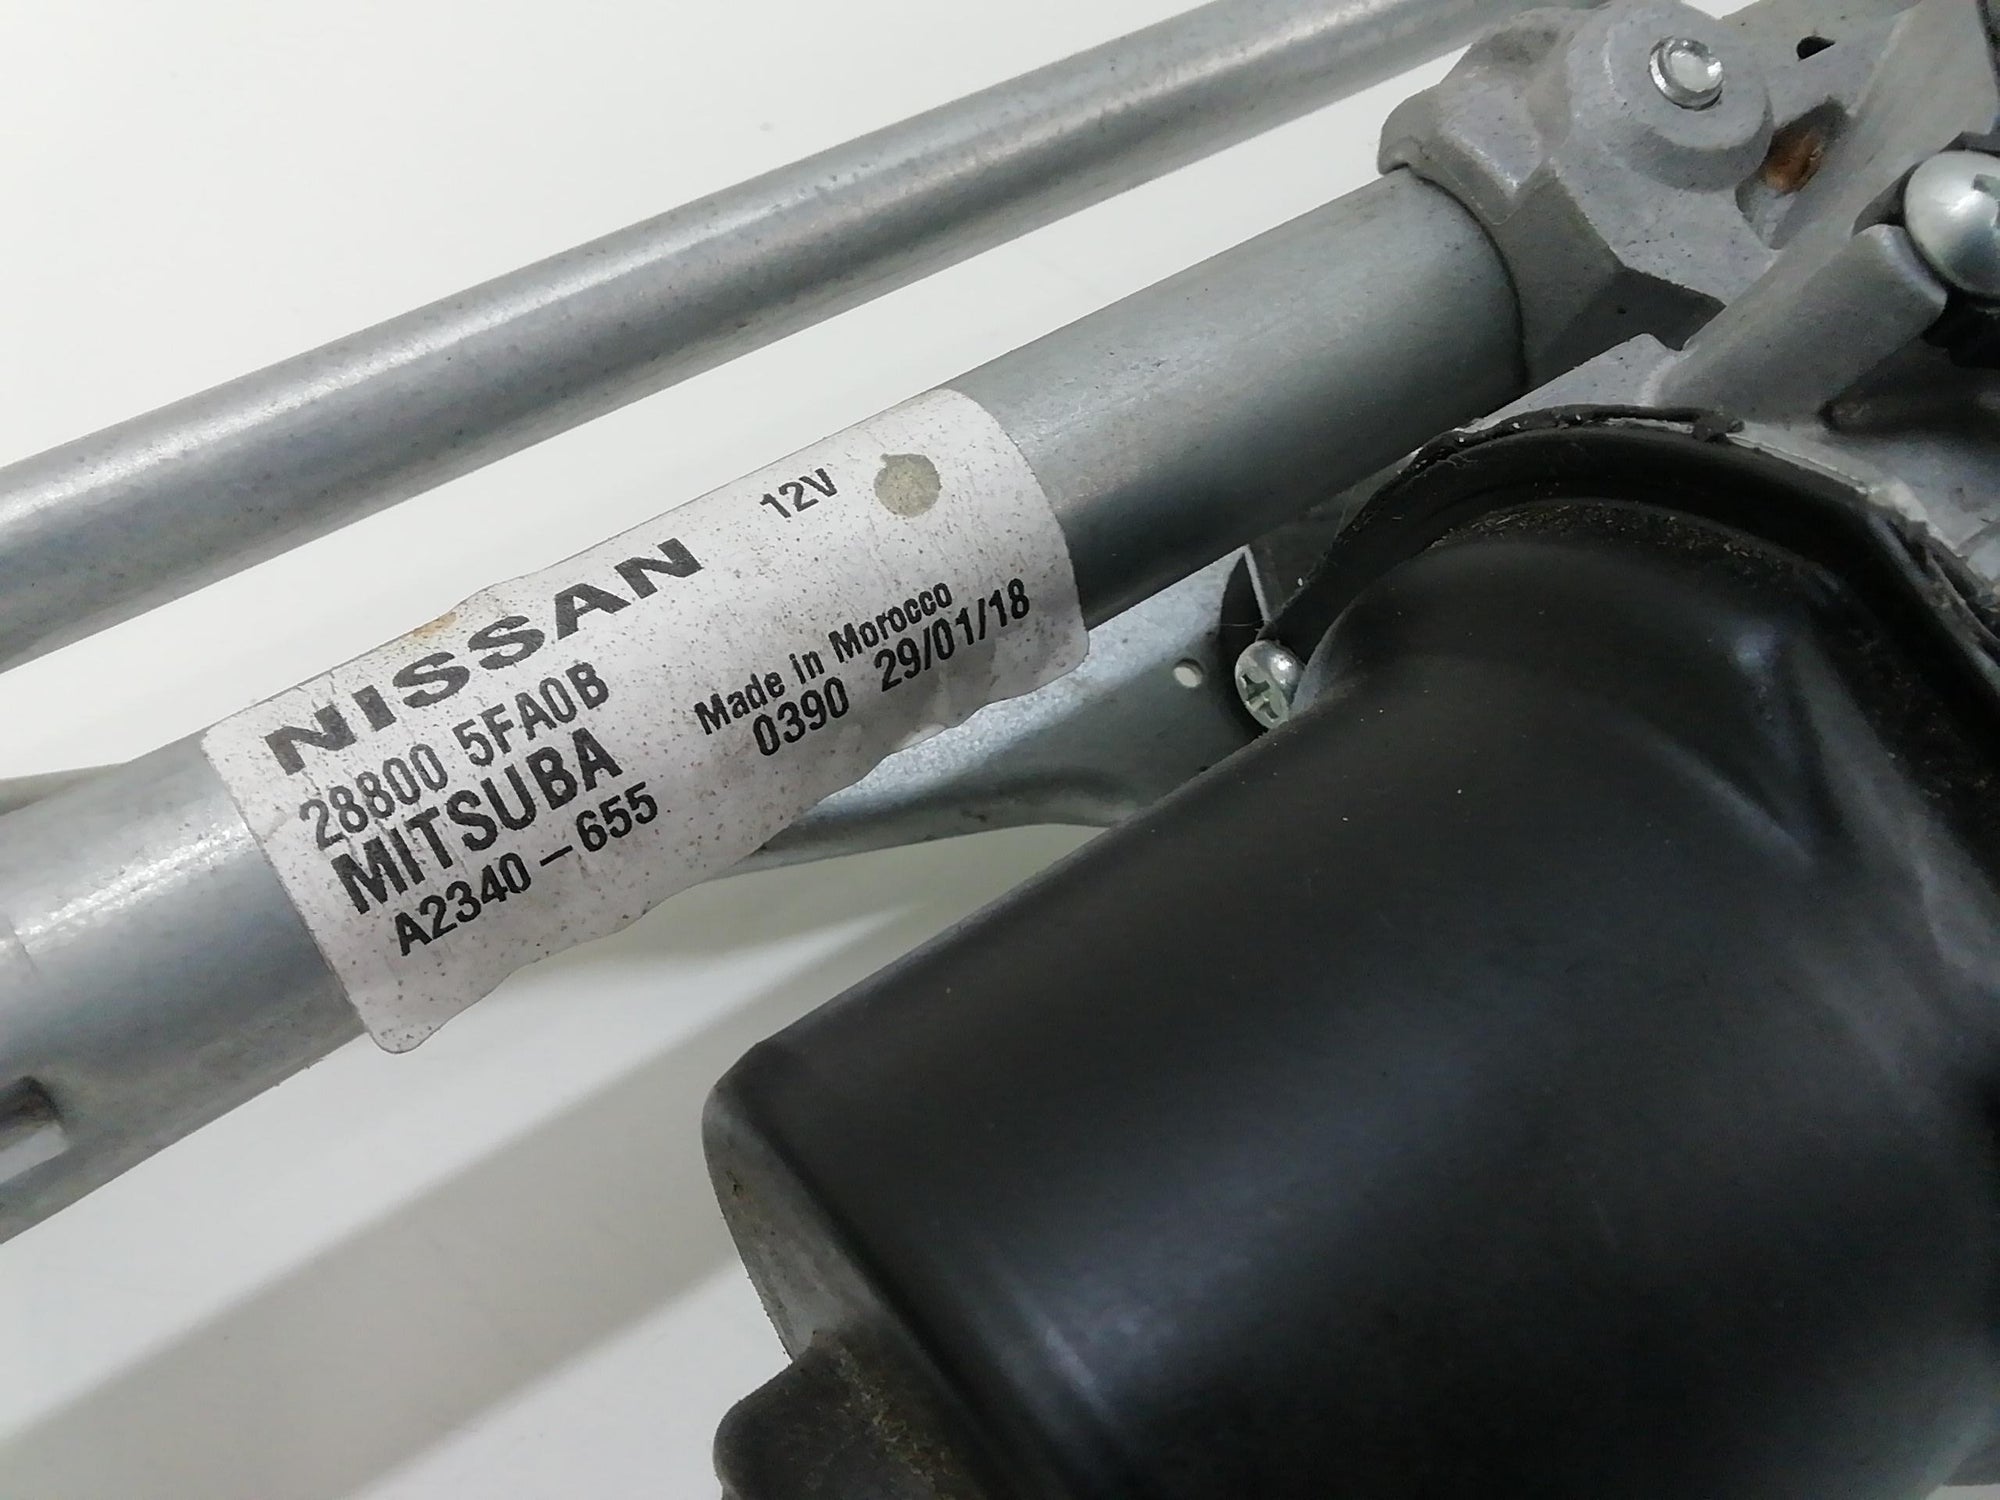 NISSAN 12V
28800 5FA0B
MITSUBA Made in Morocco
A2340-655 0390 29/01/18